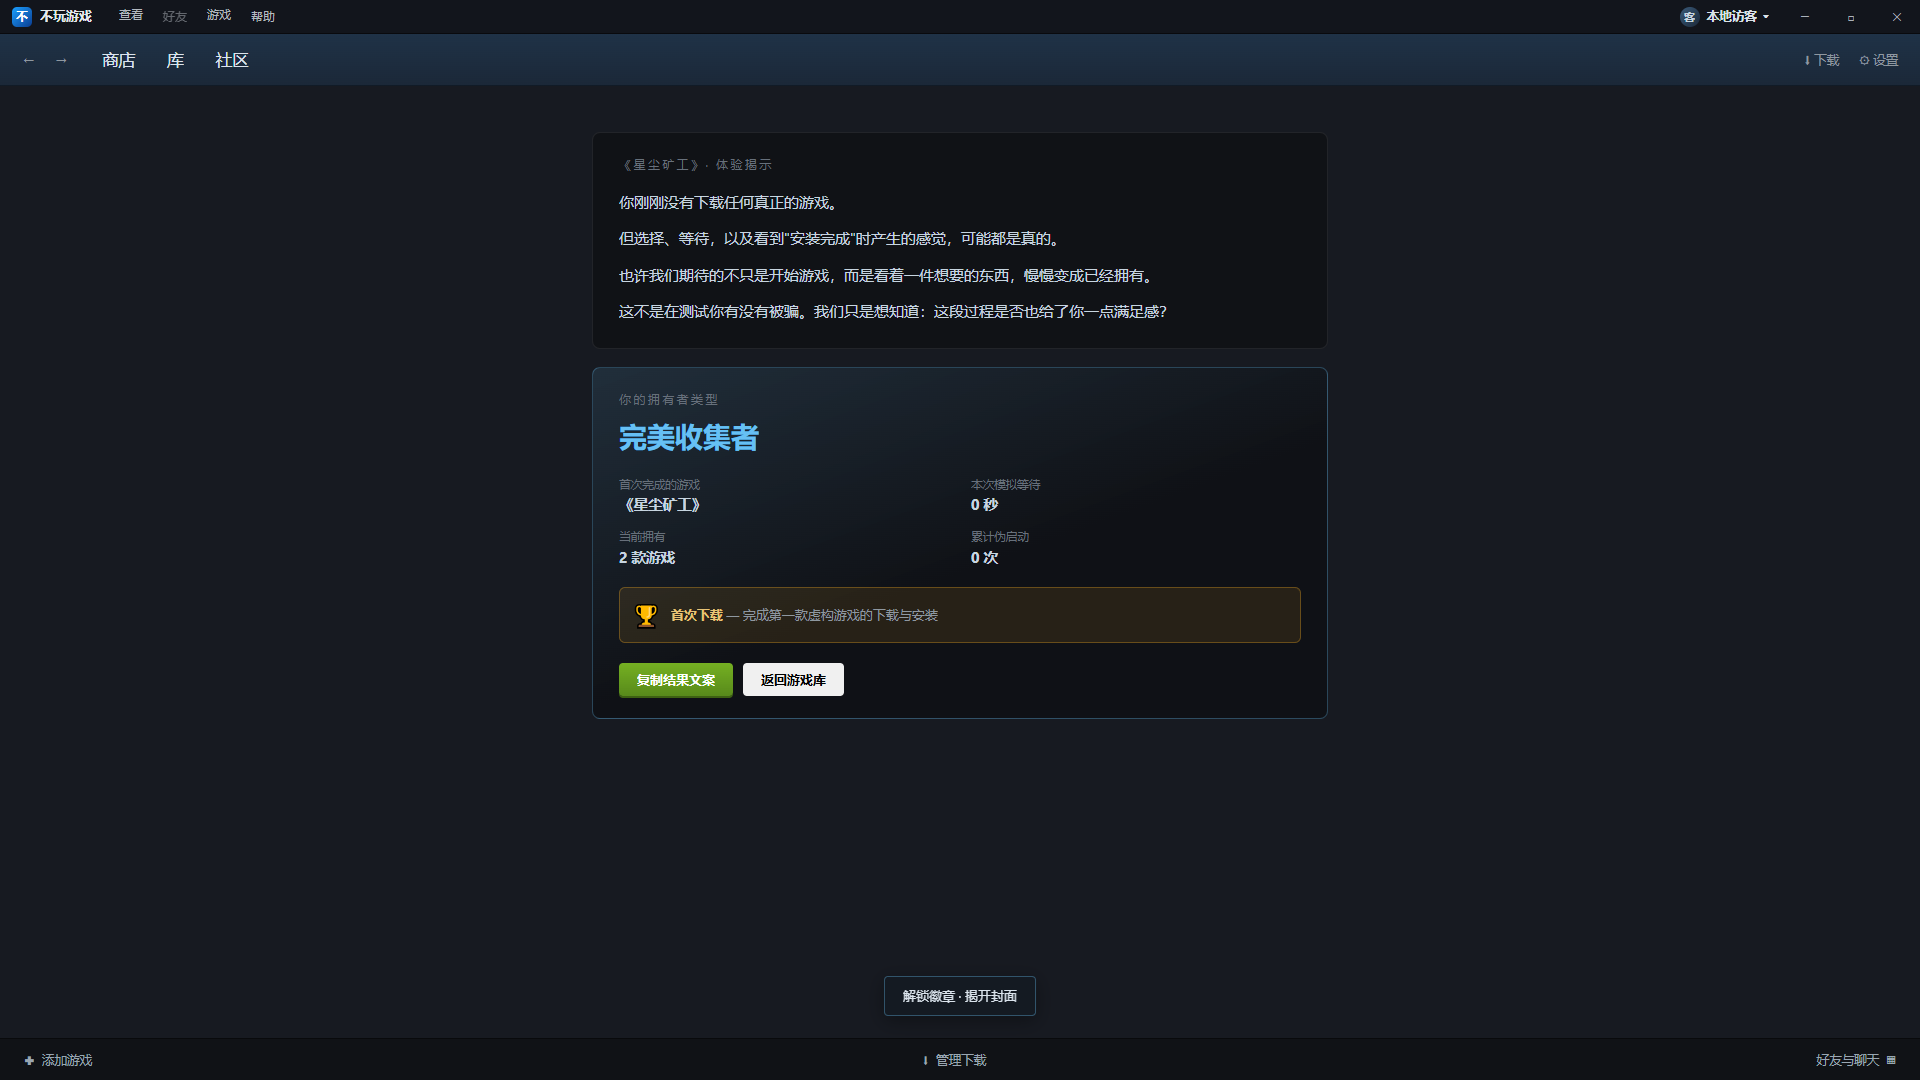 不 不玩游戏 查看 好友 游戏 帮助 客 本地访客
← → 商店 库 社区 下载 设置
《星尘矿工》· 体验揭示
你刚刚没有下载任何真正的游戏。
但选择、等待，以及看到"安装完成"时产生的感觉，可能都是真的。
也许我们期待的不只是开始游戏，而是看着一件想要的东西，慢慢变成已经拥有。
这不是在测试你有没有被骗。我们只是想知道：这段过程是否也给了你一点满足感？
你的拥有者类型
完美收集者
首次完成的游戏 本次模拟等待
《星尘矿工》 0 秒
当前拥有 累计伪启动
2 款游戏 0 次
首次下载 — 完成第一款虚构游戏的下载与安装
复制结果文案 返回游戏库
解锁徽章 · 揭开封面
添加游戏 管理下载 好友与聊天